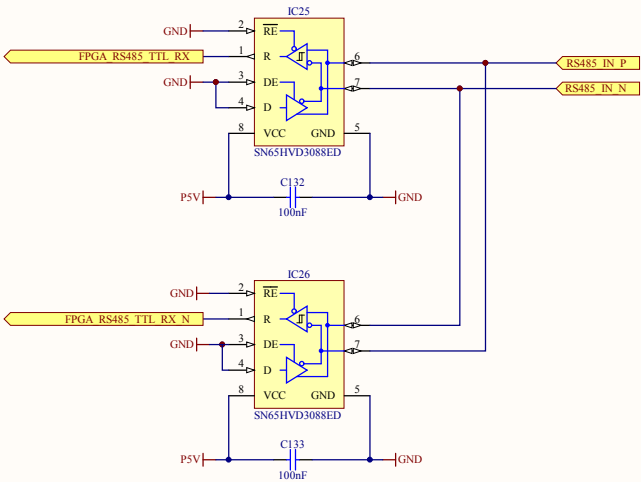 IC25
GND 2 RE
FPGA_RS485_TTL_RX 1 R 6 RS485_IN_P
GND 3 DE 7 RS485_IN_N
4 D
8 VCC GND 5
SN65HVD3088ED
C132
P5V GND
100nF
IC26
GND 2 RE
FPGA_RS485_TTL_RX_N 1 R 6
GND 3 DE 7
4 D
8 VCC GND 5
SN65HVD3088ED
C133
P5V GND
100nF